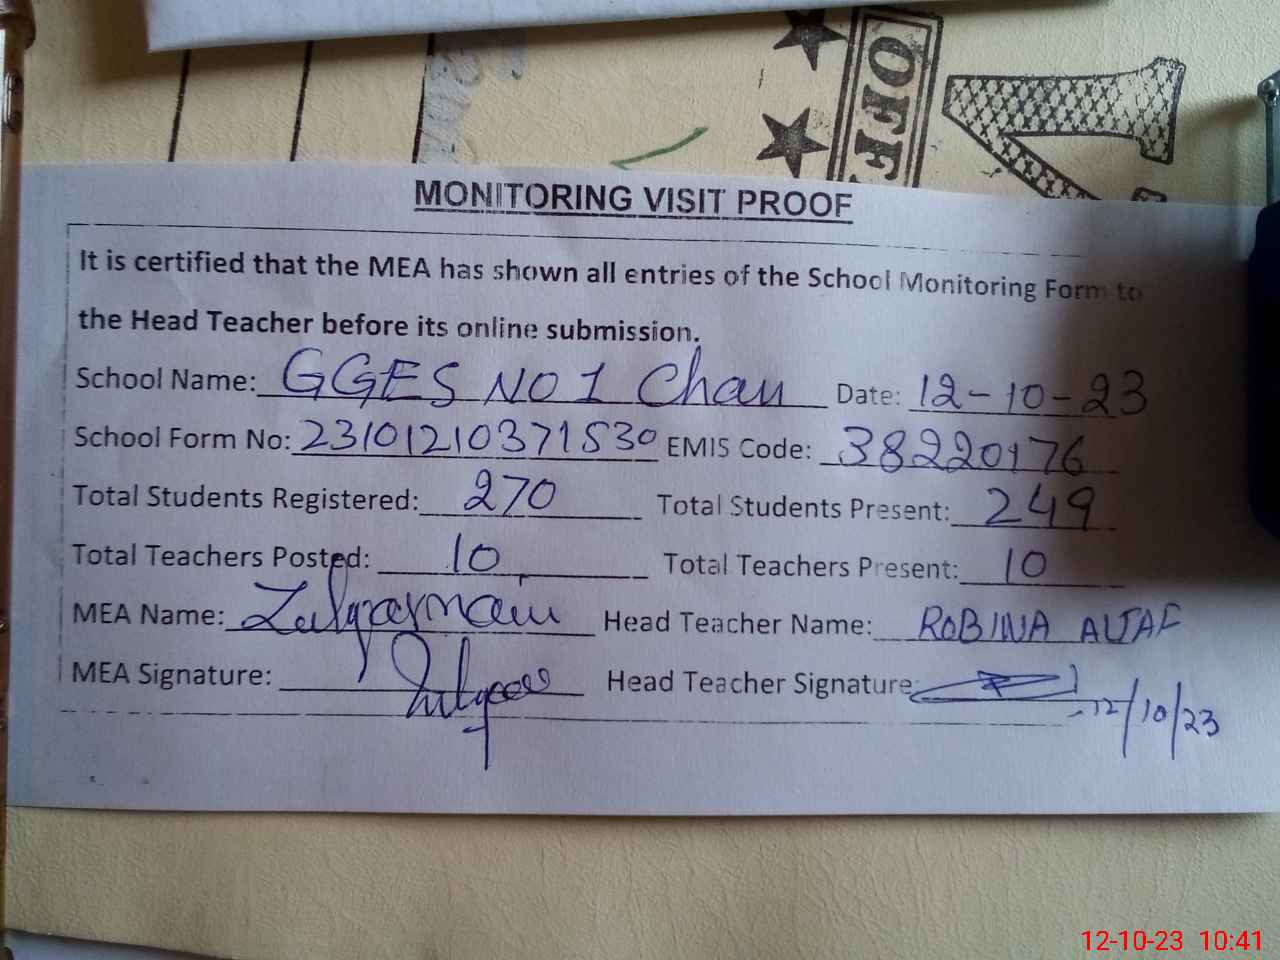 OFF
MONITORING VISIT PROOF
It is certified that the MEA has shown all entries of the School Monitoring Form to
the Head Teacher before its online submission.
School Name: GGES NO 1 Chau Date: 12-10-23
School Form No: 23101210371530 EMIS Code: 38220176
Total Students Registered: 270 Total Students Present: 249
Total Teachers Posted: 10 Total Teachers Present: 10
MEA Name: Head Teacher Name: ROBINA ALTAF
MEA Signature: Head Teacher Signature:
12/10/23
12-10-23 10:41